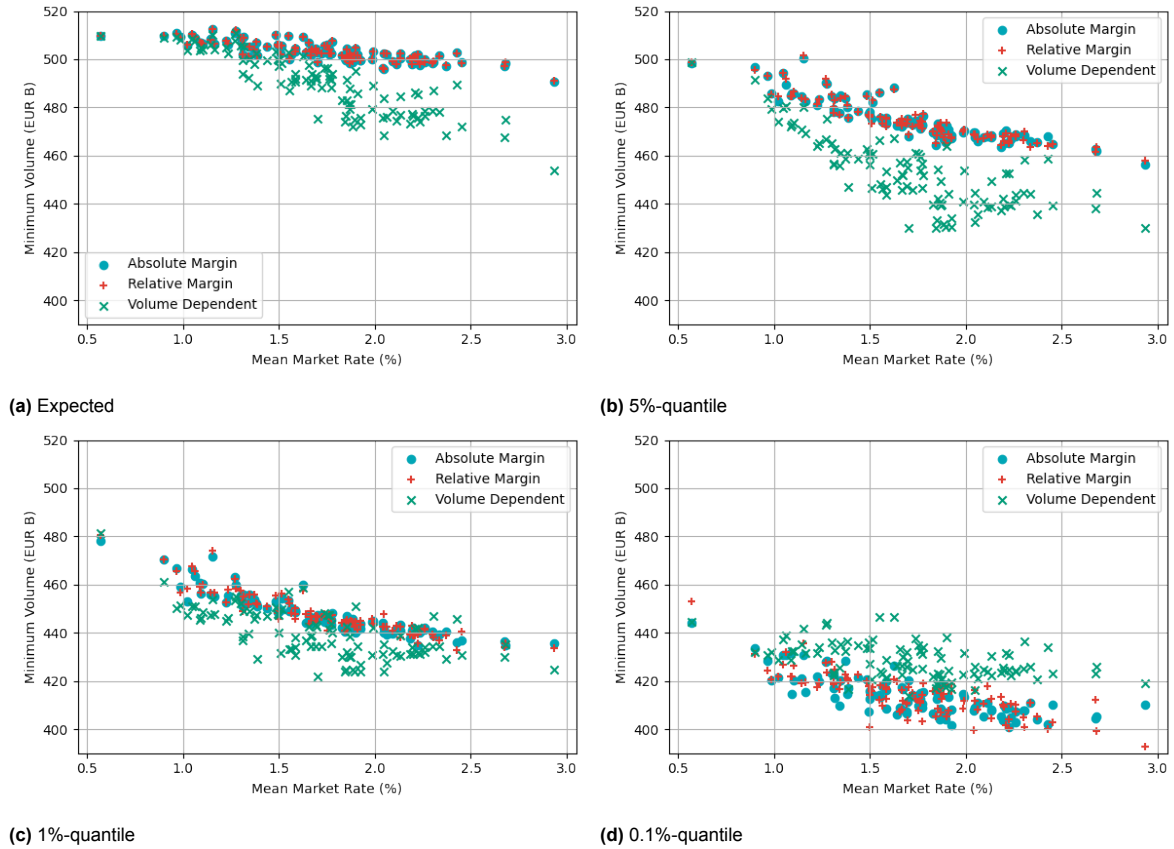 520
500
480
460
440
420
400
Minimum Volume (EUR B)
Absolute Margin
Relative Margin
Volume Dependent
0.5 1.0 1.5 2.0 2.5 3.0
Mean Market Rate (%)
(a) Expected
520
500
480
460
440
420
400
Minimum Volume (EUR B)
Absolute Margin
Relative Margin
Volume Dependent
0.5 1.0 1.5 2.0 2.5 3.0
Mean Market Rate (%)
(b) 5%-quantile
520
500
480
460
440
420
400
Minimum Volume (EUR B)
Absolute Margin
Relative Margin
Volume Dependent
0.5 1.0 1.5 2.0 2.5 3.0
Mean Market Rate (%)
(c) 1%-quantile
520
500
480
460
440
420
400
Minimum Volume (EUR B)
Absolute Margin
Relative Margin
Volume Dependent
0.5 1.0 1.5 2.0 2.5 3.0
Mean Market Rate (%)
(d) 0.1%-quantile